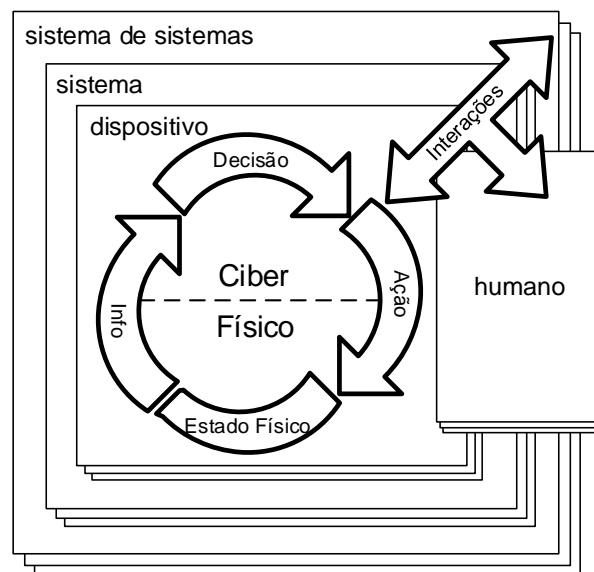 sistema de sistemas
sistema
dispositivo
Interações
Decisão
Ciber
Físico
Info
Ação
humano
Estado Físico